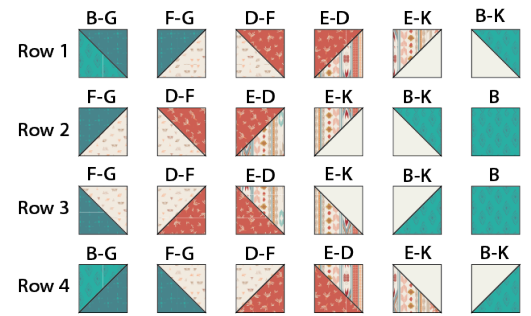 B-G F-G D-F E-D E-K B-K
Row 1
F-G D-F E-D E-K B-K B
Row 2
F-G D-F E-D E-K B-K B
Row 3
B-G F-G D-F E-D E-K B-K
Row 4